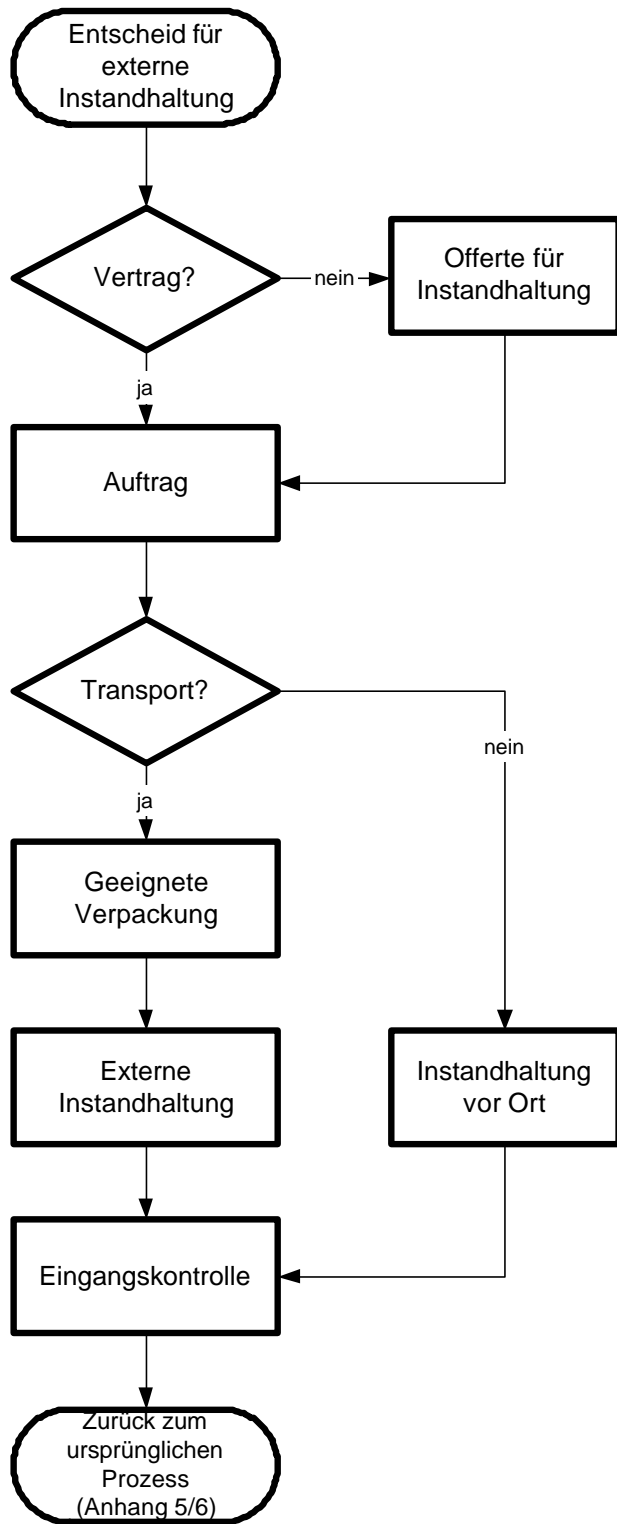 Entscheid für
externe
Instandhaltung
Vertrag?
nein
Offerte für
Instandhaltung
ja
Auftrag
Transport?
nein
ja
Geeignete
Verpackung
Externe
Instandhaltung
Instandhaltung
vor Ort
Eingangskontrolle
Zurück zum
ursprünglichen
Prozess
(Anhang 5/6)